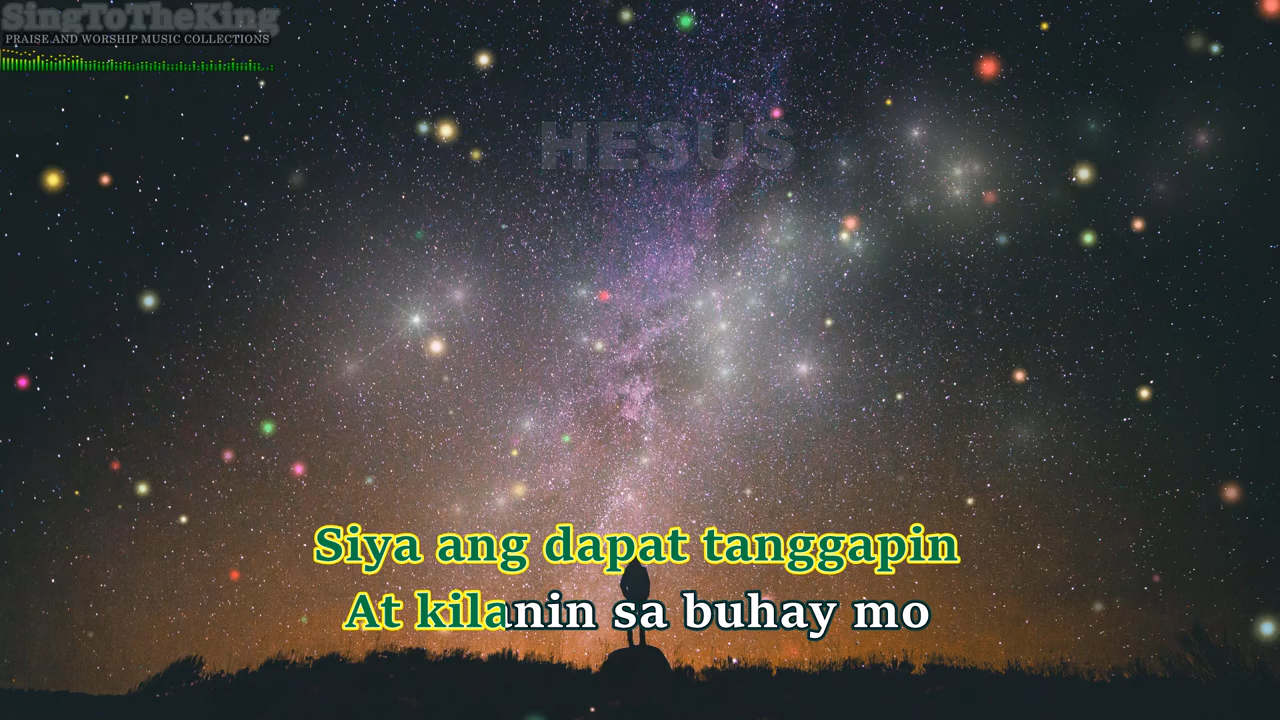 SingToTheKing
PRAISE AND WORSHIP MUSIC COLLECTIONS
HESUS
Siya ang dapat tanggapin
At kilanin sa buhay mo